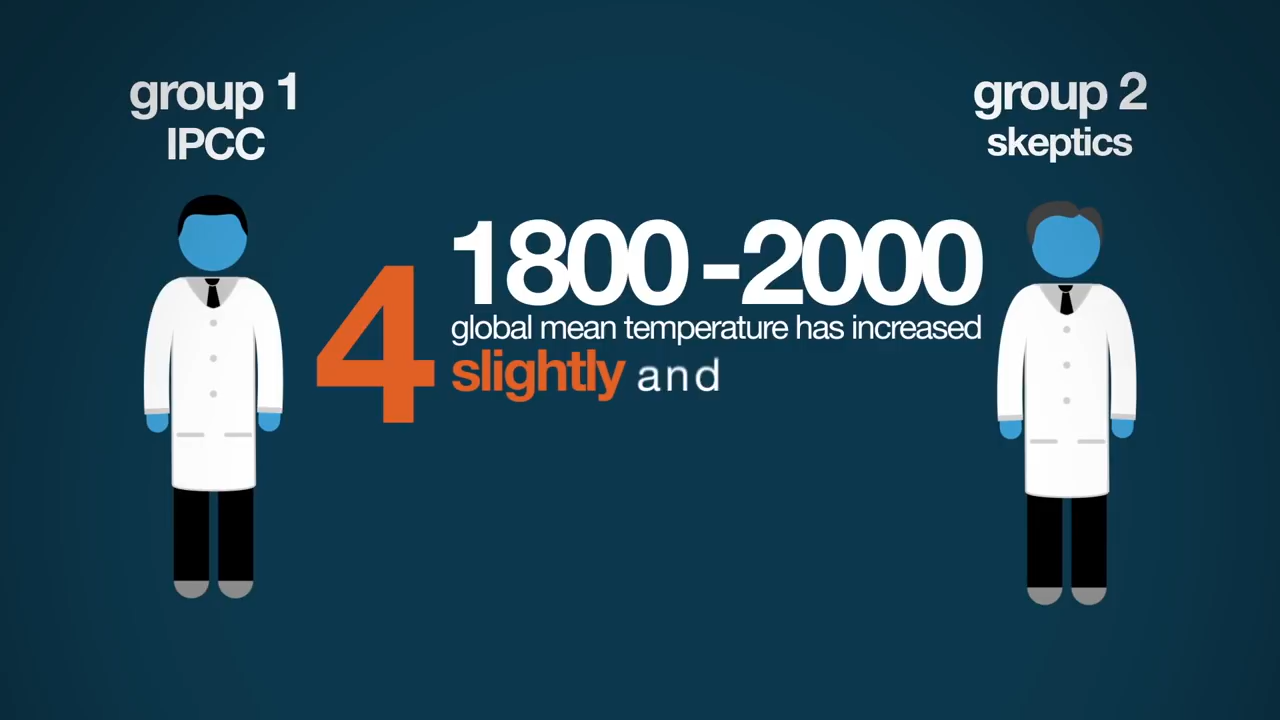 group 1
IPCC
group 2
skeptics
4
1800-2000
global mean temperature has increased
slightly and